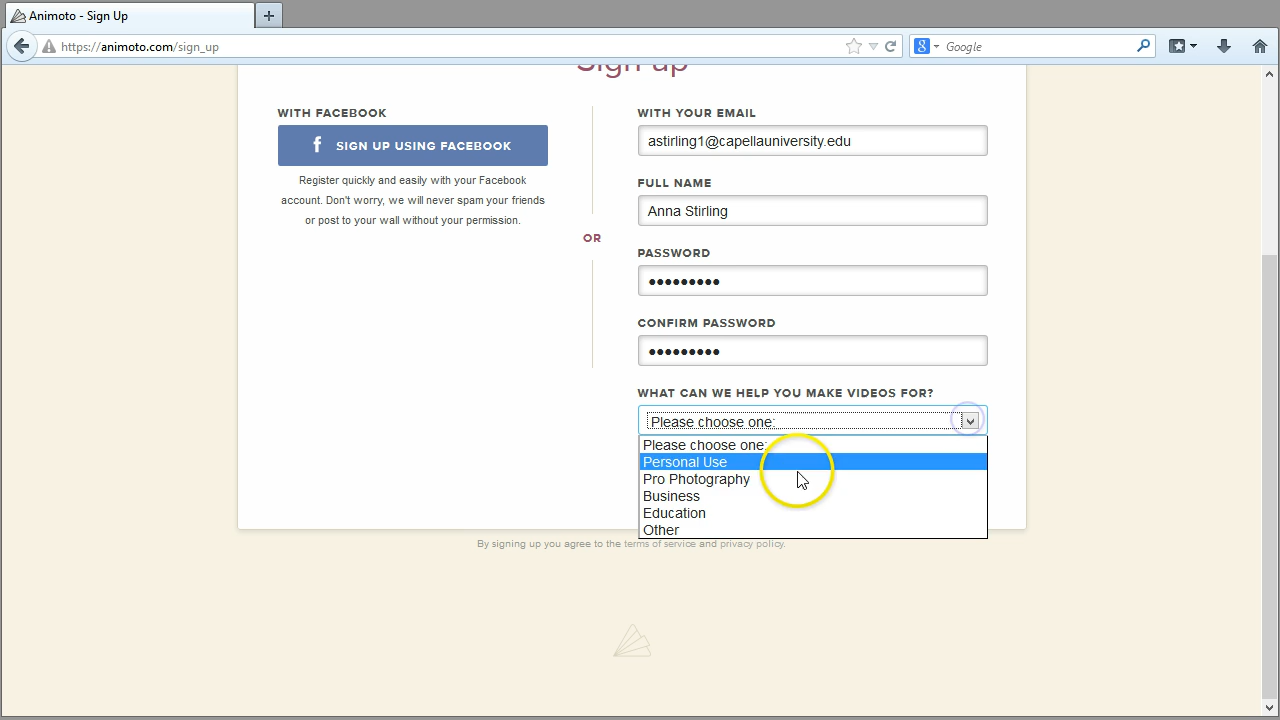 Animoto - Sign Up
https://animoto.com/sign_up
Google
Sign up
WITH FACEBOOK
SIGN UP USING FACEBOOK
Register quickly and easily with your Facebook
account. Don't worry, we will never spam your friends
or post to your wall without your permission.
OR
WITH YOUR EMAIL
astirling1@capellauniversity.edu
FULL NAME
Anna Stirling
PASSWORD
CONFIRM PASSWORD
WHAT CAN WE HELP YOU MAKE VIDEOS FOR?
Please choose one:
Please choose one:
Personal Use
Pro Photography
Business
Education
Other
By signing up you agree to the terms of service and privacy policy.